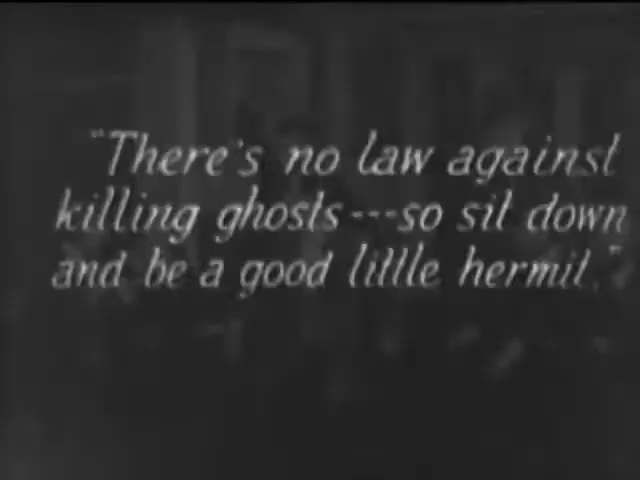 "There's no law against
killing ghosts---so sit down
and be a good little hermit."